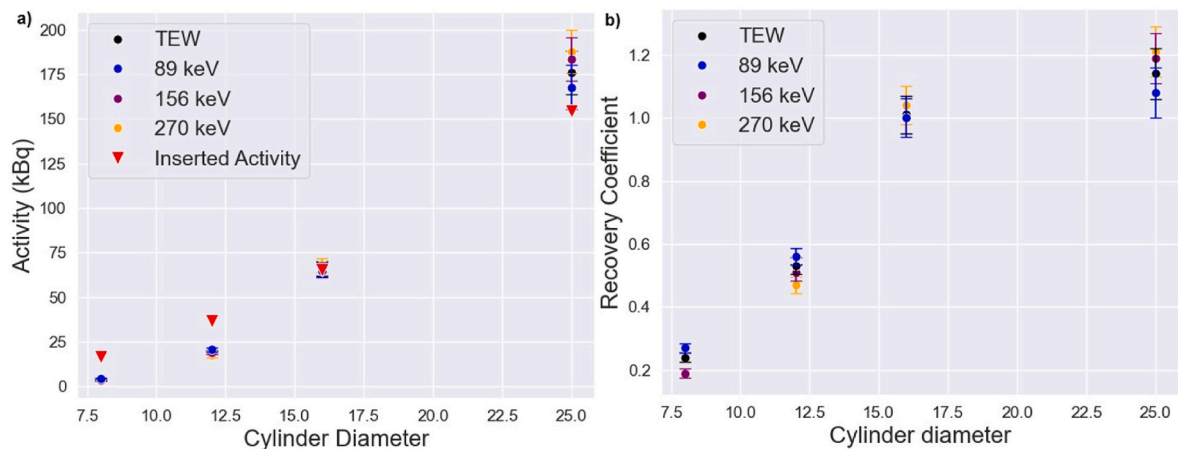 a)
200
175
150
125
100
75
50
25
0
Activity (kBq)
TEW
89 keV
156 keV
270 keV
Inserted Activity
7.5 10.0 12.5 15.0 17.5 20.0 22.5 25.0
Cylinder Diameter
b)
1.2
1.0
0.8
0.6
0.4
0.2
Recovery Coefficient
TEW
89 keV
156 keV
270 keV
7.5 10.0 12.5 15.0 17.5 20.0 22.5 25.0
Cylinder diameter